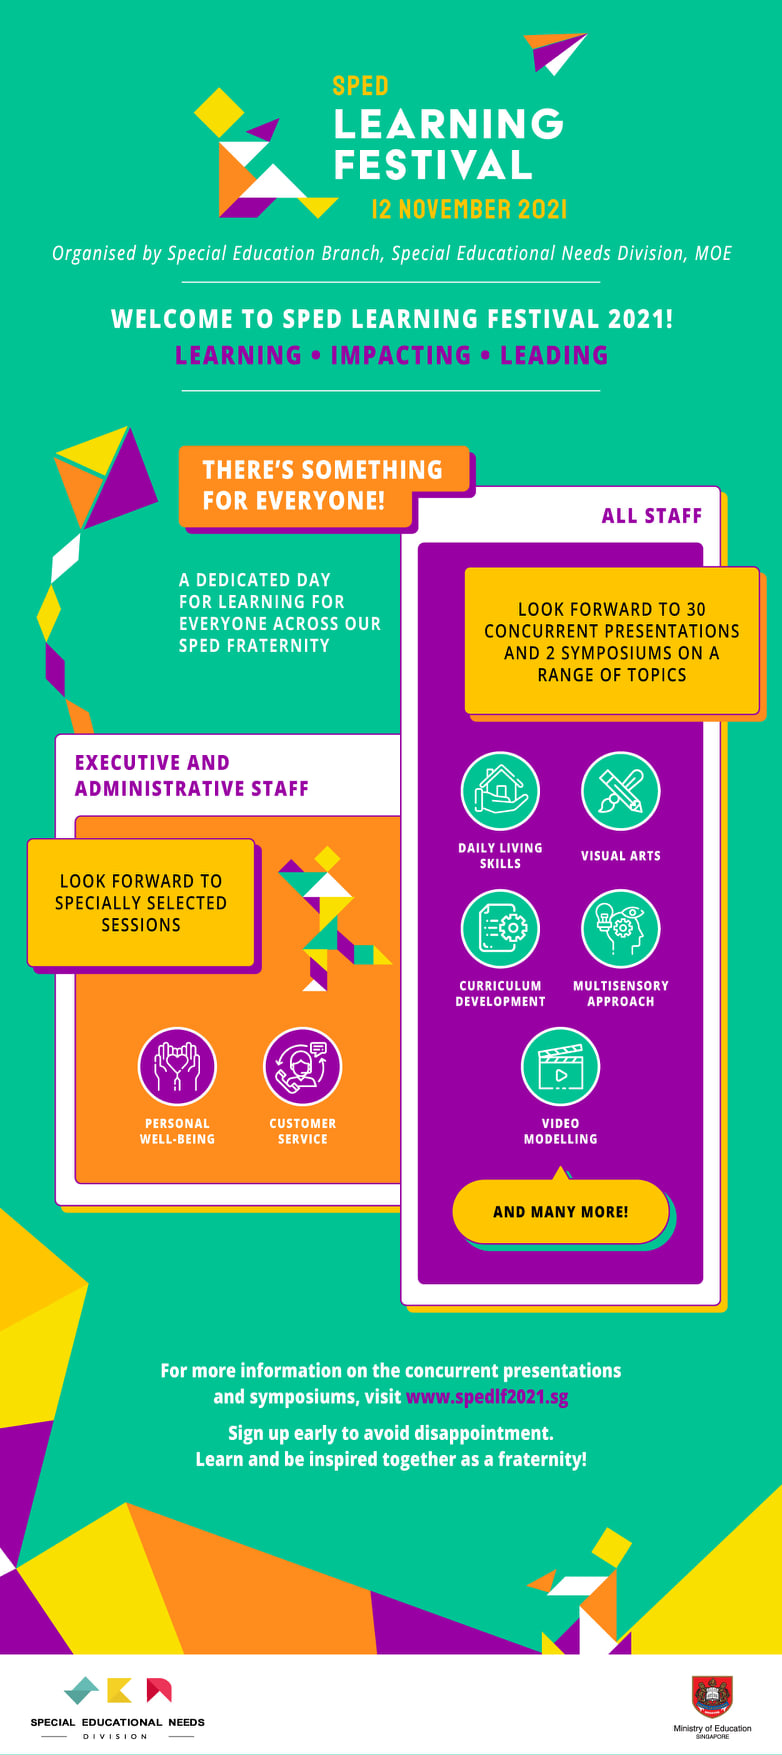 SPED
LEARNING
FESTIVAL
12 NOVEMBER 2021
Organised by Special Education Branch, Special Educational Needs Division, MOE
WELCOME TO SPED LEARNING FESTIVAL 2021!
LEARNING • IMPACTING • LEADING
THERE'S SOMETHING
FOR EVERYONE!
A DEDICATED DAY
FOR LEARNING FOR
EVERYONE ACROSS OUR
SPED FRATERNITY
ALL STAFF
LOOK FORWARD TO 30
CONCURRENT PRESENTATIONS
AND 2 SYMPOSIUMS ON A
RANGE OF TOPICS
DAILY LIVING
SKILLS
VISUAL ARTS
CURRICULUM
DEVELOPMENT
MULTISENSORY
APPROACH
VIDEO
MODELLING
AND MANY MORE!
EXECUTIVE AND
ADMINISTRATIVE STAFF
LOOK FORWARD TO
SPECIALLY SELECTED
SESSIONS
PERSONAL
WELL-BEING
CUSTOMER
SERVICE
For more information on the concurrent presentations
and symposiums, visit www.spedlf2021.sg
Sign up early to avoid disappointment.
Learn and be inspired together as a fraternity!
SPECIAL EDUCATIONAL NEEDS
DIVISION
Ministry of Education
SINGAPORE